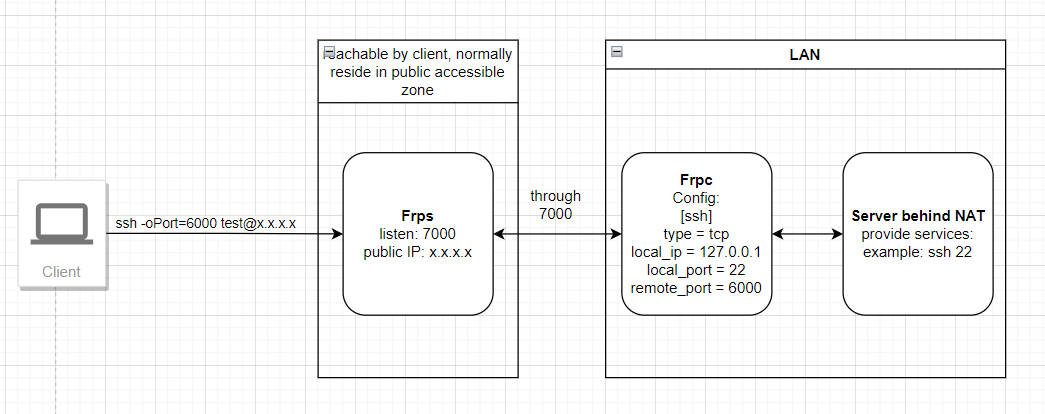 eachable by client, normally
reside in public accessible
zone
LAN
Client
ssh -oPort=6000 test@x.x.x.x
Frps
listen: 7000
public IP: x.x.x.x
through
7000
Frpc
Config:
[ssh]
type = tcp
local_ip = 127.0.0.1
local_port = 22
remote_port = 6000
Server behind NAT
provide services:
example: ssh 22